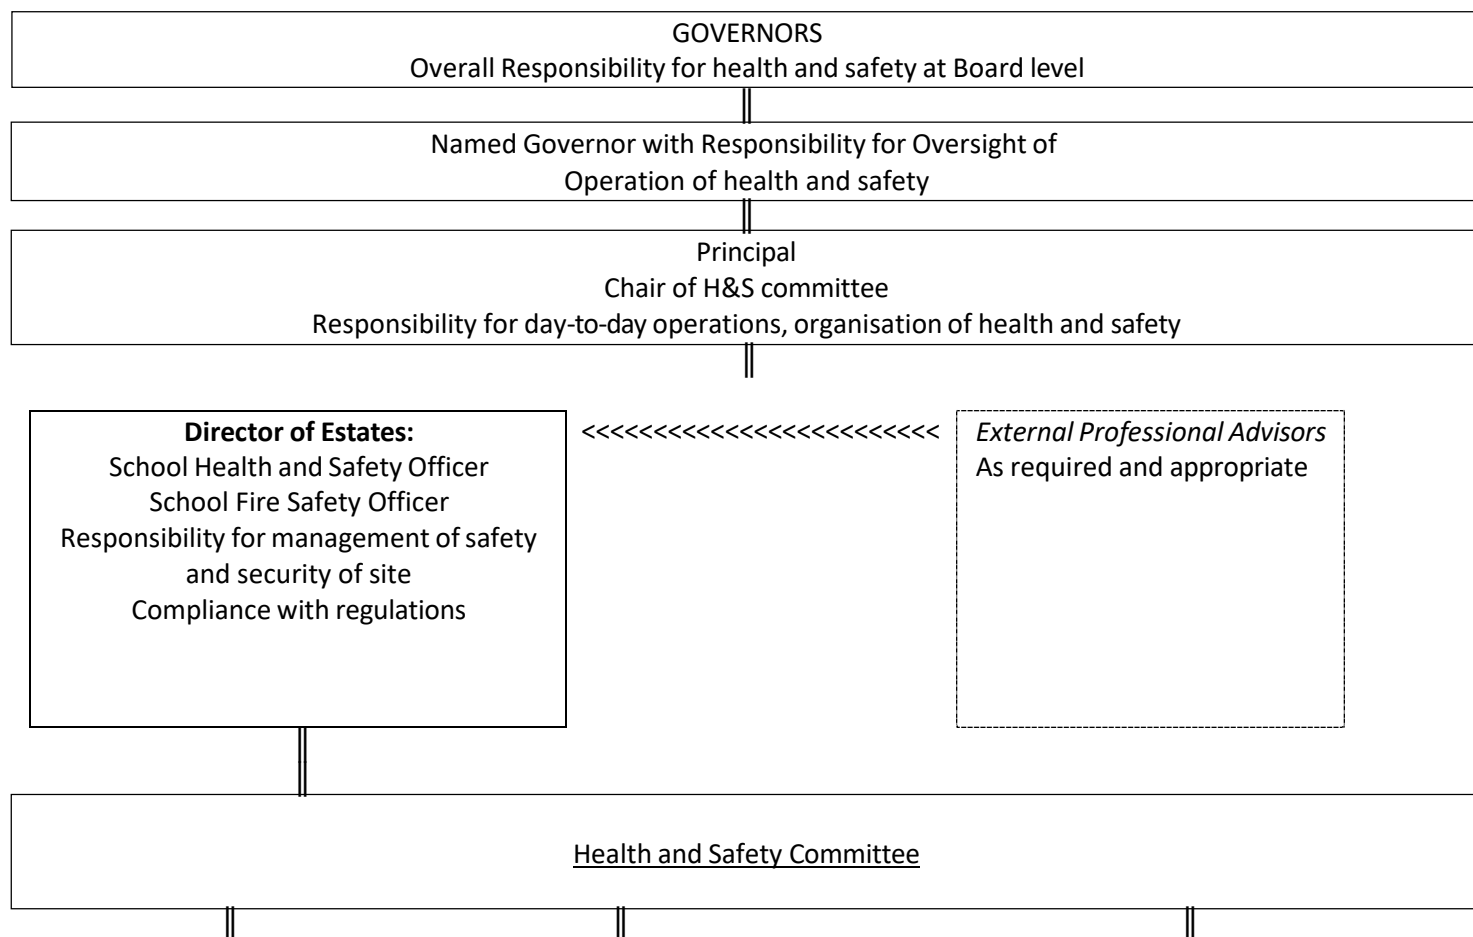 GOVERNORS
Overall Responsibility for health and safety at Board level
Named Governor with Responsibility for Oversight of
Operation of health and safety
Principal
Chair of H&S committee
Responsibility for day-to-day operations, organisation of health and safety
Director of Estates:
School Health and Safety Officer
School Fire Safety Officer
Responsibility for management of safety
and security of site
Compliance with regulations
<<<<<<<<<<<<<<<<<<<<<<<<<
External Professional Advisors
As required and appropriate
Health and Safety Committee